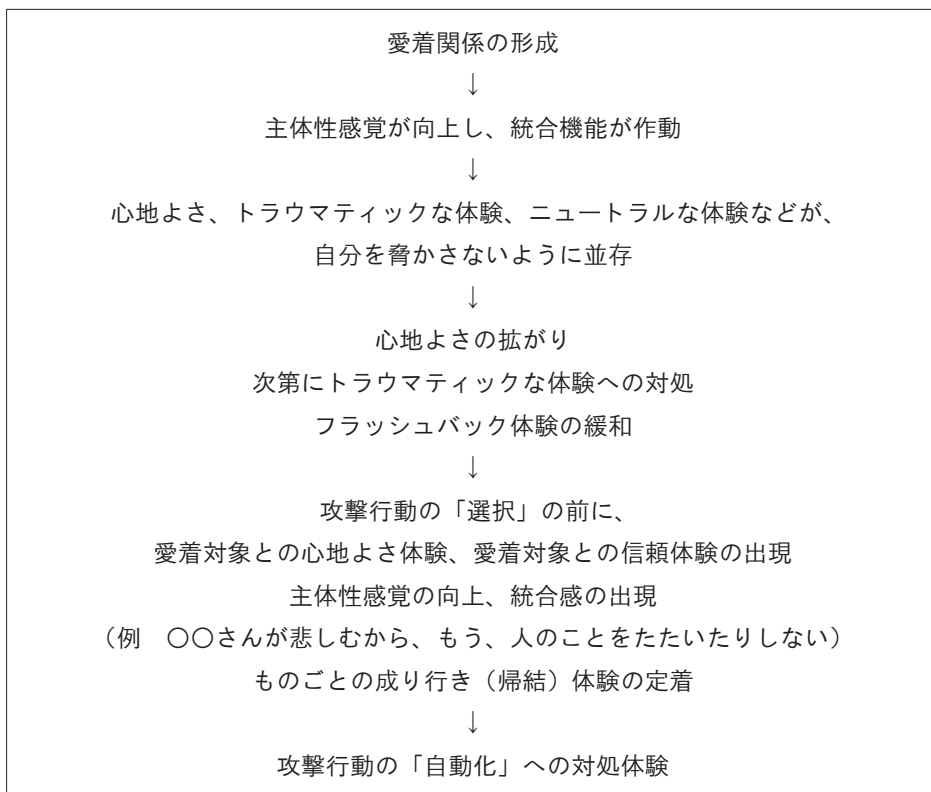 愛着関係の形成
↓
主体性感覚が向上し、統合機能が作動
↓
心地よさ、トラウマティックな体験、ニュートラルな体験などが、
自分を脅かさないように並存
↓
心地よさの拡がり
次第にトラウマティックな体験への対処
フラッシュバック体験の緩和
↓
攻撃行動の「選択」の前に、
愛着対象との心地よさ体験、愛着対象との信頼体験の出現
主体性感覚の向上、統合感の出現
（例　〇〇さんが悲しむから、もう、人のことをたたいたりしない）
ものごとの成り行き（帰結）体験の定着
↓
攻撃行動の「自動化」への対処体験